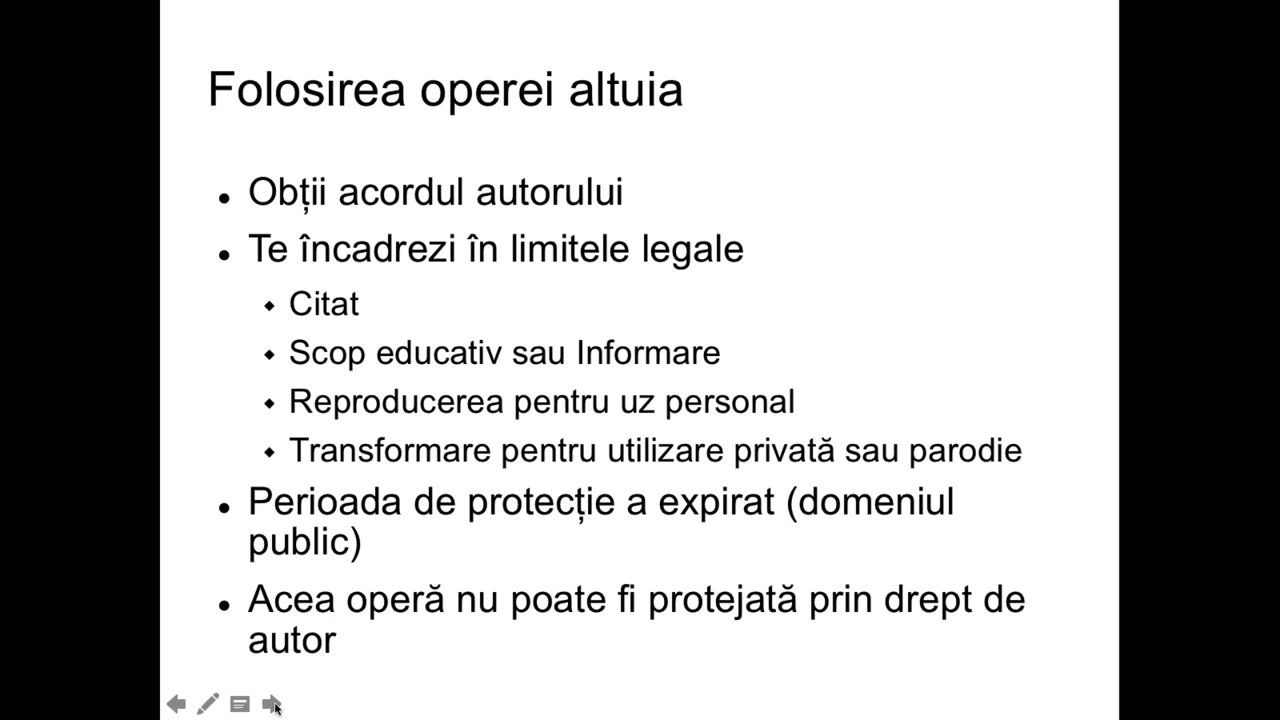 Folosirea operei altuia
Obții acordul autorului
Te încadrezi în limitele legale
Citat
Scop educativ sau Informare
Reproducerea pentru uz personal
Transformare pentru utilizare privată sau parodie
Perioada de protecție a expirat (domeniul
public)
Acea operă nu poate fi protejată prin drept de
autor